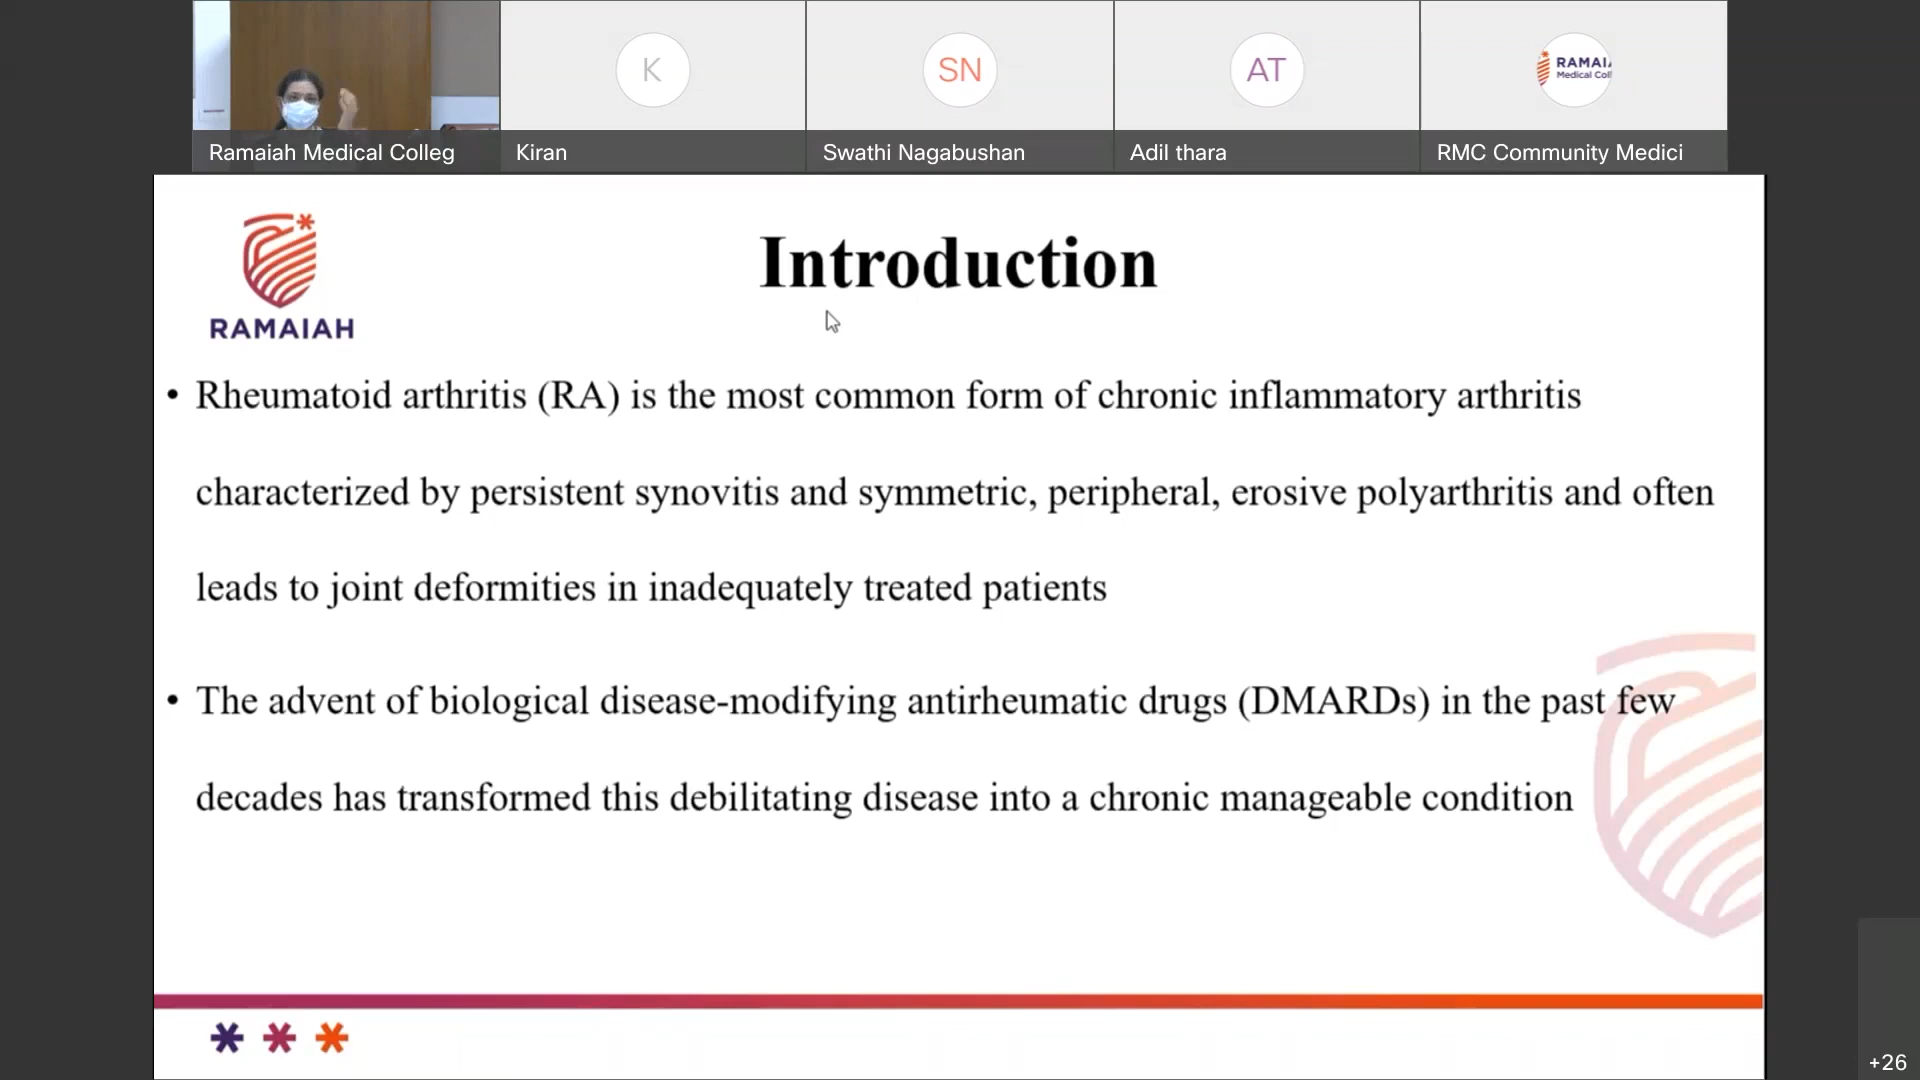 K
SN
AT
RAMAI
Medical Coll
Ramaiah Medical Colleg
Kiran
Swathi Nagabushan
Adil thara
RMC Community Medici
RAMAIAH
Introduction
• Rheumatoid arthritis (RA) is the most common form of chronic inflammatory arthritis
characterized by persistent synovitis and symmetric, peripheral, erosive polyarthritis and often
leads to joint deformities in inadequately treated patients
• The advent of biological disease-modifying antirheumatic drugs (DMARDs) in the past few
decades has transformed this debilitating disease into a chronic manageable condition
+26